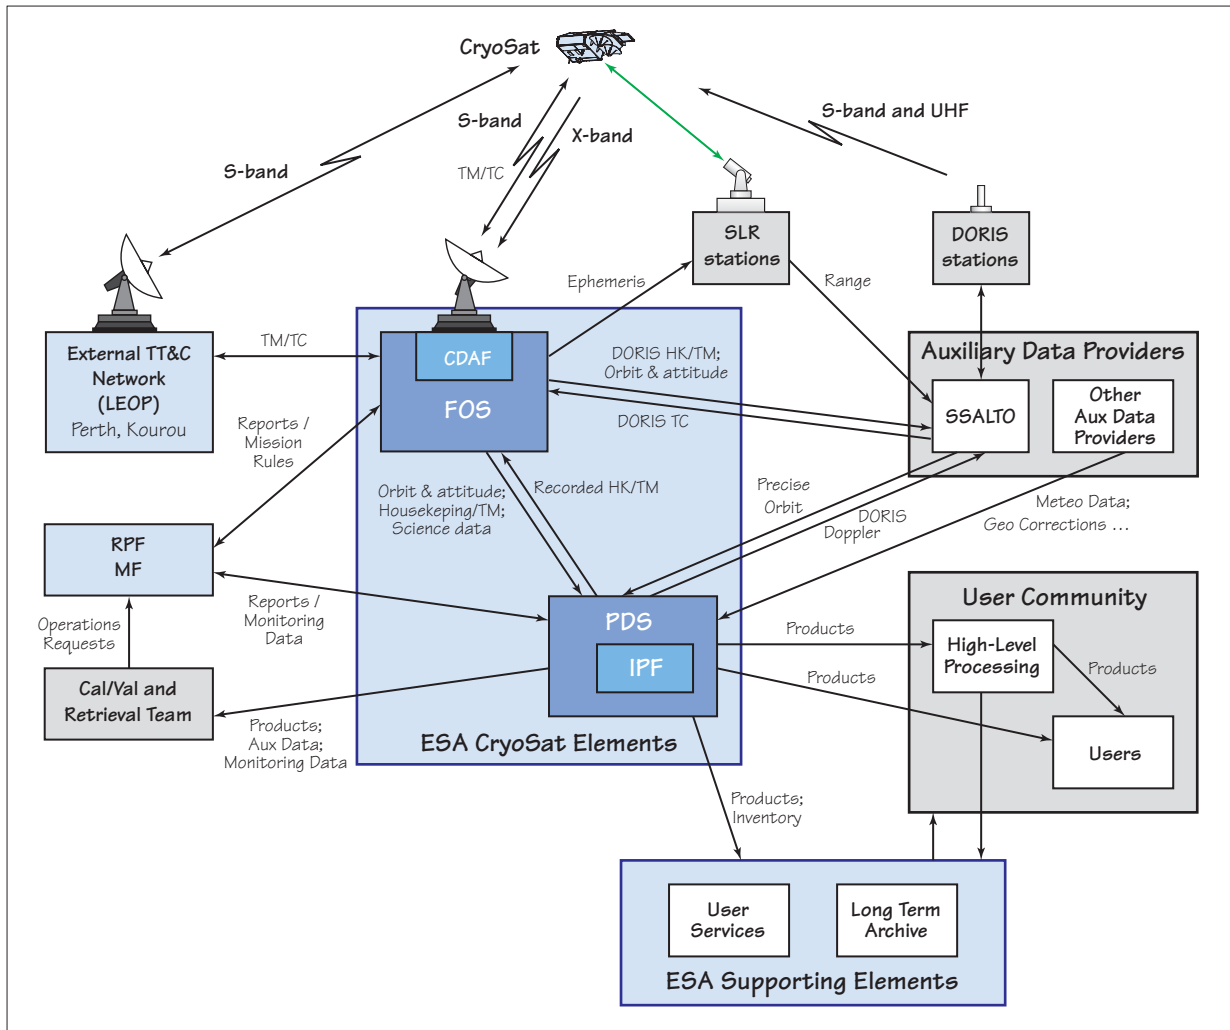 CryoSat
S-band
S-band
X-band
TM/TC
S-band and UHF
SLR
stations
DORIS
stations
Ephemeris
Range
External TT&C
Network
(LEOP)
Perth, Kourou
TM/TC
CDAF
FOS
DORIS HK/TM;
Orbit & attitude
DORIS TC
Auxiliary Data Providers
SSALTO
Other
Aux Data
Providers
Reports /
Mission
Rules
Orbit & attitude;
Housekeping/TM;
Science data
Recorded HK/TM
Precise
Orbit
DORIS
Doppler
Meteo Data;
Geo Corrections ...
RPF
MF
Reports /
Monitoring
Data
Operations
Requests
Cal/Val and
Retrieval Team
Products;
Aux Data;
Monitoring Data
PDS
IPF
ESA CryoSat Elements
Products
Products
User Community
High-Level
Processing
Products
Users
Products;
Inventory
User
Services
Long Term
Archive
ESA Supporting Elements